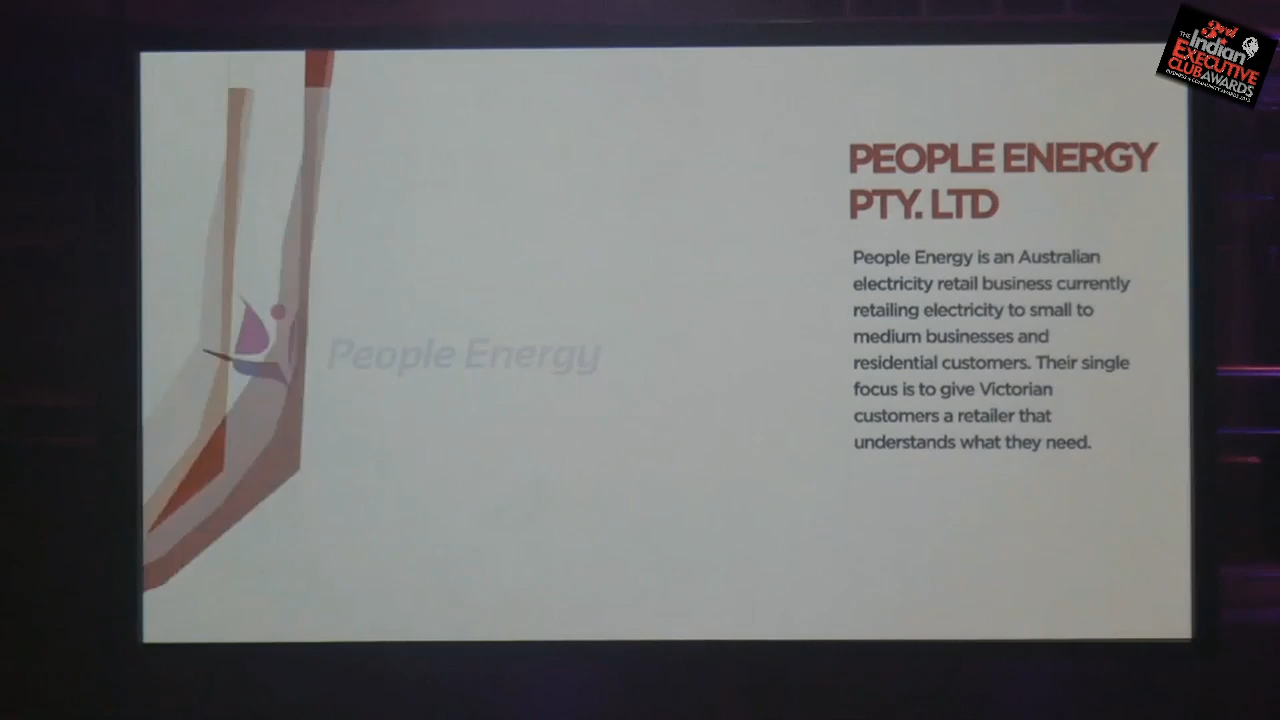 3rd
THE Indian
EXECUTIVE
CLUB AWARDS
PEOPLE ENERGY
PTY. LTD
People Energy is an Australian
electricity retail business currently
retailing electricity to small to
medium businesses and
residential customers. Their single
focus is to give Victorian
customers a retailer that
understands what they need.
People Energy